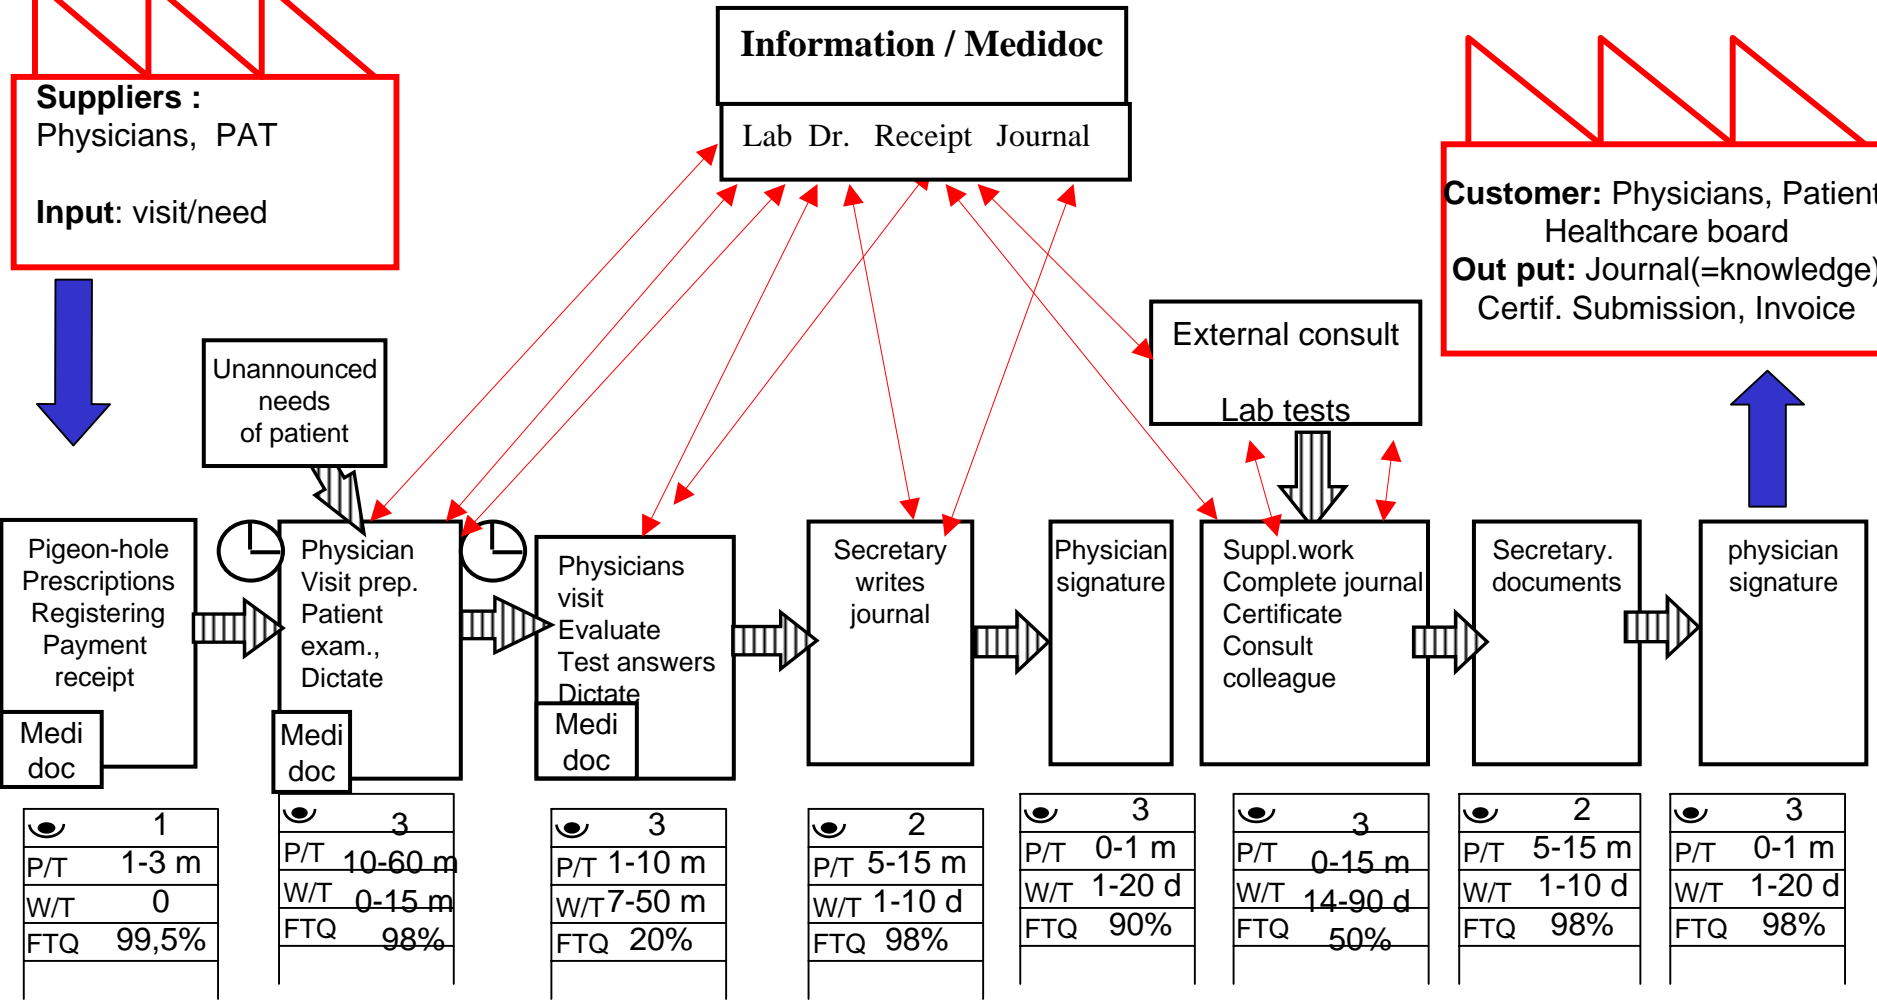 Suppliers :
Physicians, PAT
Input: visit/need
Information / Medidoc
Lab Dr. Receipt Journal
Customer: Physicians, Patient
Healthcare board
Out put: Journal(=knowledge)
Certif. Submission, Invoice
Unannounced
needs
of patient
External consult
Lab tests
Pigeon-hole
Prescriptions
Registering
Payment
receipt
Medi
doc
Physician
Visit prep.
Patient
exam.,
Dictate
Medi
doc
Physicians
visit
Evaluate
Test answers
Dictate
Medi
doc
Secretary
writes
journal
Physician
signature
Suppl.work
Complete journal
Certificate
Consult
colleague
Secretary.
documents
physician
signature
1
P/T 1-3 m
W/T 0
FTQ 99,5%
3
P/T 10-60 m
W/T 0-15 m
FTQ 98%
3
P/T 1-10 m
W/T 7-50 m
FTQ 20%
2
P/T 5-15 m
W/T 1-10 d
FTQ 98%
3
P/T 0-1 m
W/T 1-20 d
FTQ 90%
3
P/T 0-15 m
W/T 14-90 d
FTQ 50%
2
P/T 5-15 m
W/T 1-10 d
FTQ 98%
3
P/T 0-1 m
W/T 1-20 d
FTQ 98%